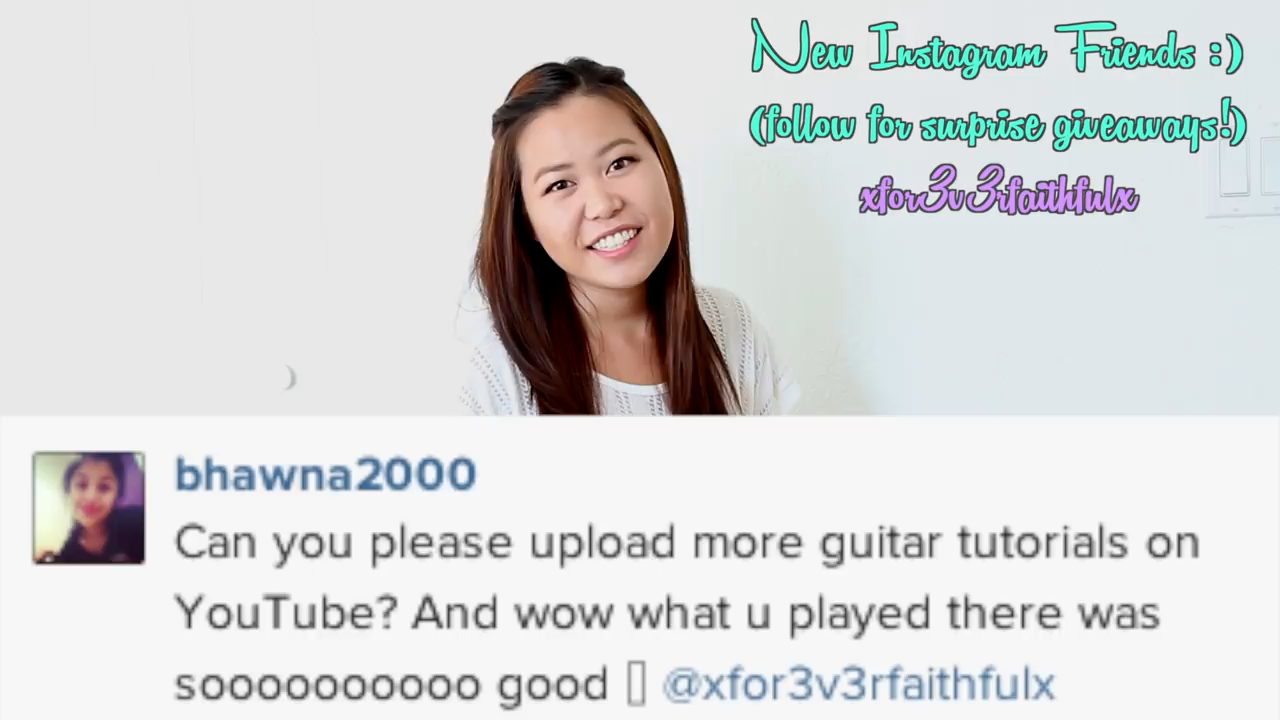 New Instagram Friends :)
(follow for surprise giveaways!)
xfor3v3rfaithfulx
bhawna2000
Can you please upload more guitar tutorials on
YouTube? And wow what u played there was
sooooooooooo good @xfor3v3rfaithfulx